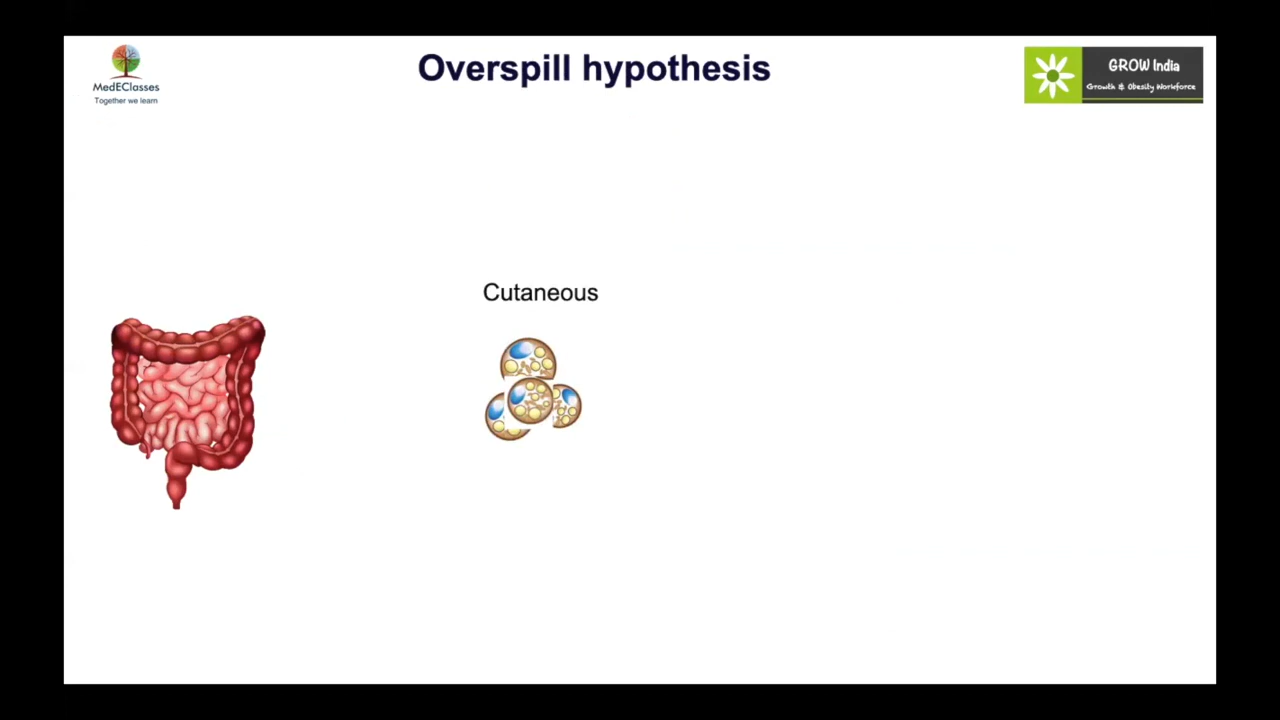 Overspill hypothesis
MedEClasses
Together we learn
GROW India
Growth & Obesity Workforce
Cutaneous